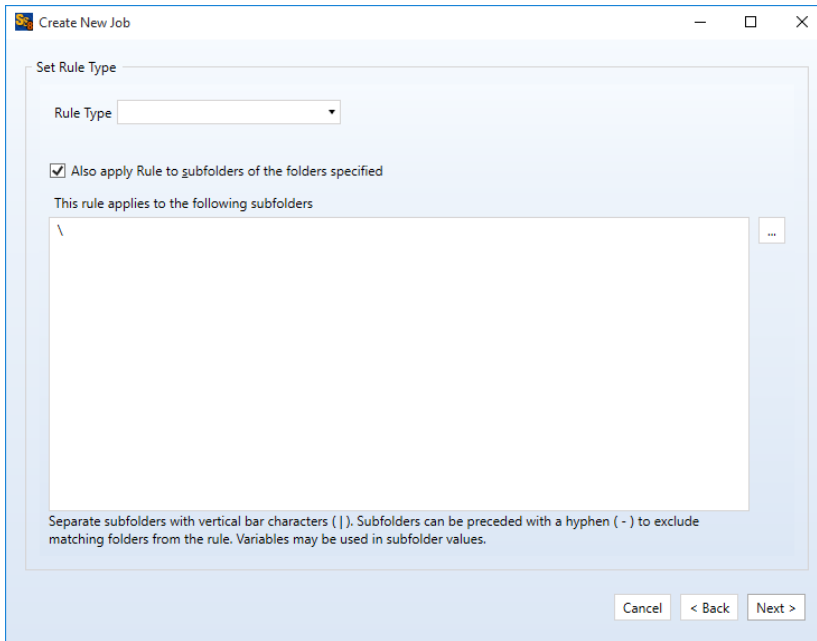 Create New Job
Set Rule Type
Rule Type
Also apply Rule to subfolders of the folders specified
This rule applies to the following subfolders
\
...
Separate subfolders with vertical bar characters ( | ). Subfolders can be preceded with a hyphen ( - ) to exclude
matching folders from the rule. Variables may be used in subfolder values.
Cancel
< Back
Next >